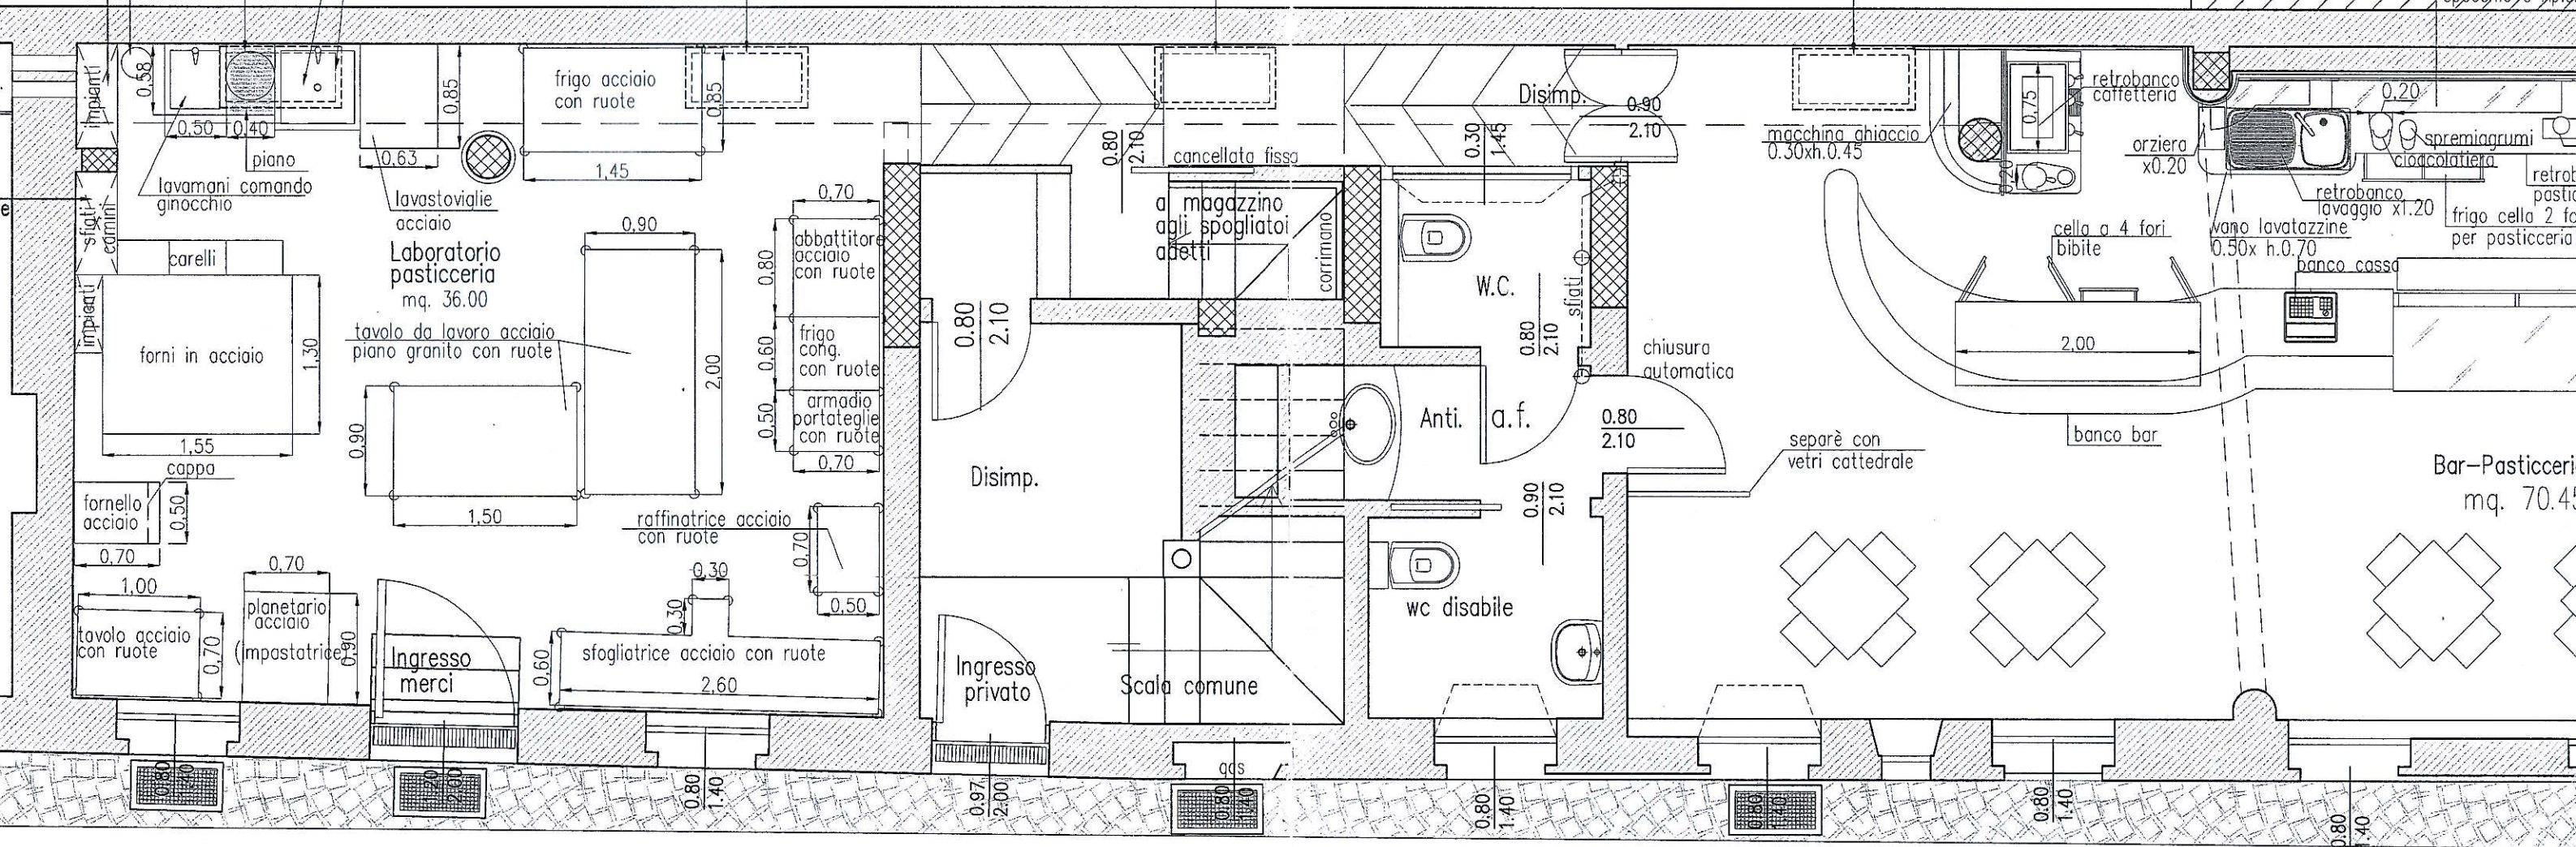 impianti
0,58
0,50
0,40
piano
lavamani comando
ginocchio
0,63
0,85
lavastoviglie
acciaio
frigo acciaio
con ruote
0,85
1,45
sfiati
camini
carelli
impianti
forni in acciaio
1,30
1,55
Laboratorio
pasticceria
mq. 36.00
tavolo da lavoro acciaio
piano granito con ruote
0,90
2,00
0,90
1,50
0,70
0,80
abbattitore
acciaio
con ruote
0,60
frigo
cong.
con ruote
0,50
armadio
portateglie
con ruote
0,70
cappa
fornello
acciaio
0,50
0,70
1,00
tavolo acciaio
con ruote
0,70
0,70
planetario
acciaio
(impastatrice)
0,90
Ingresso
merci
raffinatrice acciaio
con ruote
0,70
0,50
0,30
0,30
0,60
sfogliatrice acciaio con ruote
2,60
0.80
2.10
Disimp.
Ingresso
privato
Scala comune
0.80
2.10
cancellata fissa
a magazzino
agli spogliatoi
adetti
corrimano
Disimp.
0.90
2.10
0.30
1.45
W.C.
sfiati
0.80
2.10
Anti.
a.f.
0.80
2.10
chiusura
automatica
0.90
2.10
wc disabile
separè con
vetri cattedrale
macchina ghiaccio
0.30xh.0.45
0,75
retrobanco
caffetteria
orziera
x0.20
0,20
spremiagrumi
cioccolatiera
retrobanco
lavaggio x1.20
vano lavatazzine
0.50x h.0.70
frigo cella 2 fo
per pasticceria
cella a 4 fori
bibite
banco cassa
2,00
banco bar
Bar-Pasticceri
mq. 70.45
0.80
1.40
1.20
2.00
0.80
1.40
0.97
2.00
gas
0.80
1.40
0.80
1.40
0.80
1.40
0.80
1.40
0.80
1.40